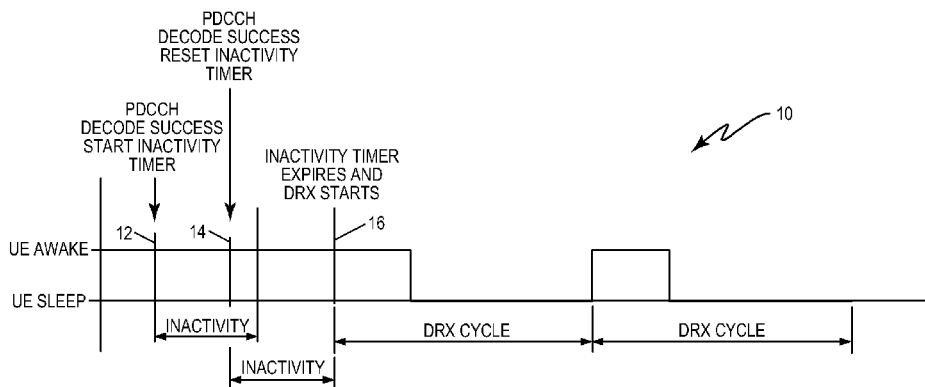 PDCCH
DECODE SUCCESS
RESET INACTIVITY
TIMER
PDCCH
DECODE SUCCESS
START INACTIVITY
TIMER
INACTIVITY TIMER
EXPIRES AND
DRX STARTS
10
12
14
16
UE AWAKE
UE SLEEP
INACTIVITY
DRX CYCLE
DRX CYCLE
INACTIVITY